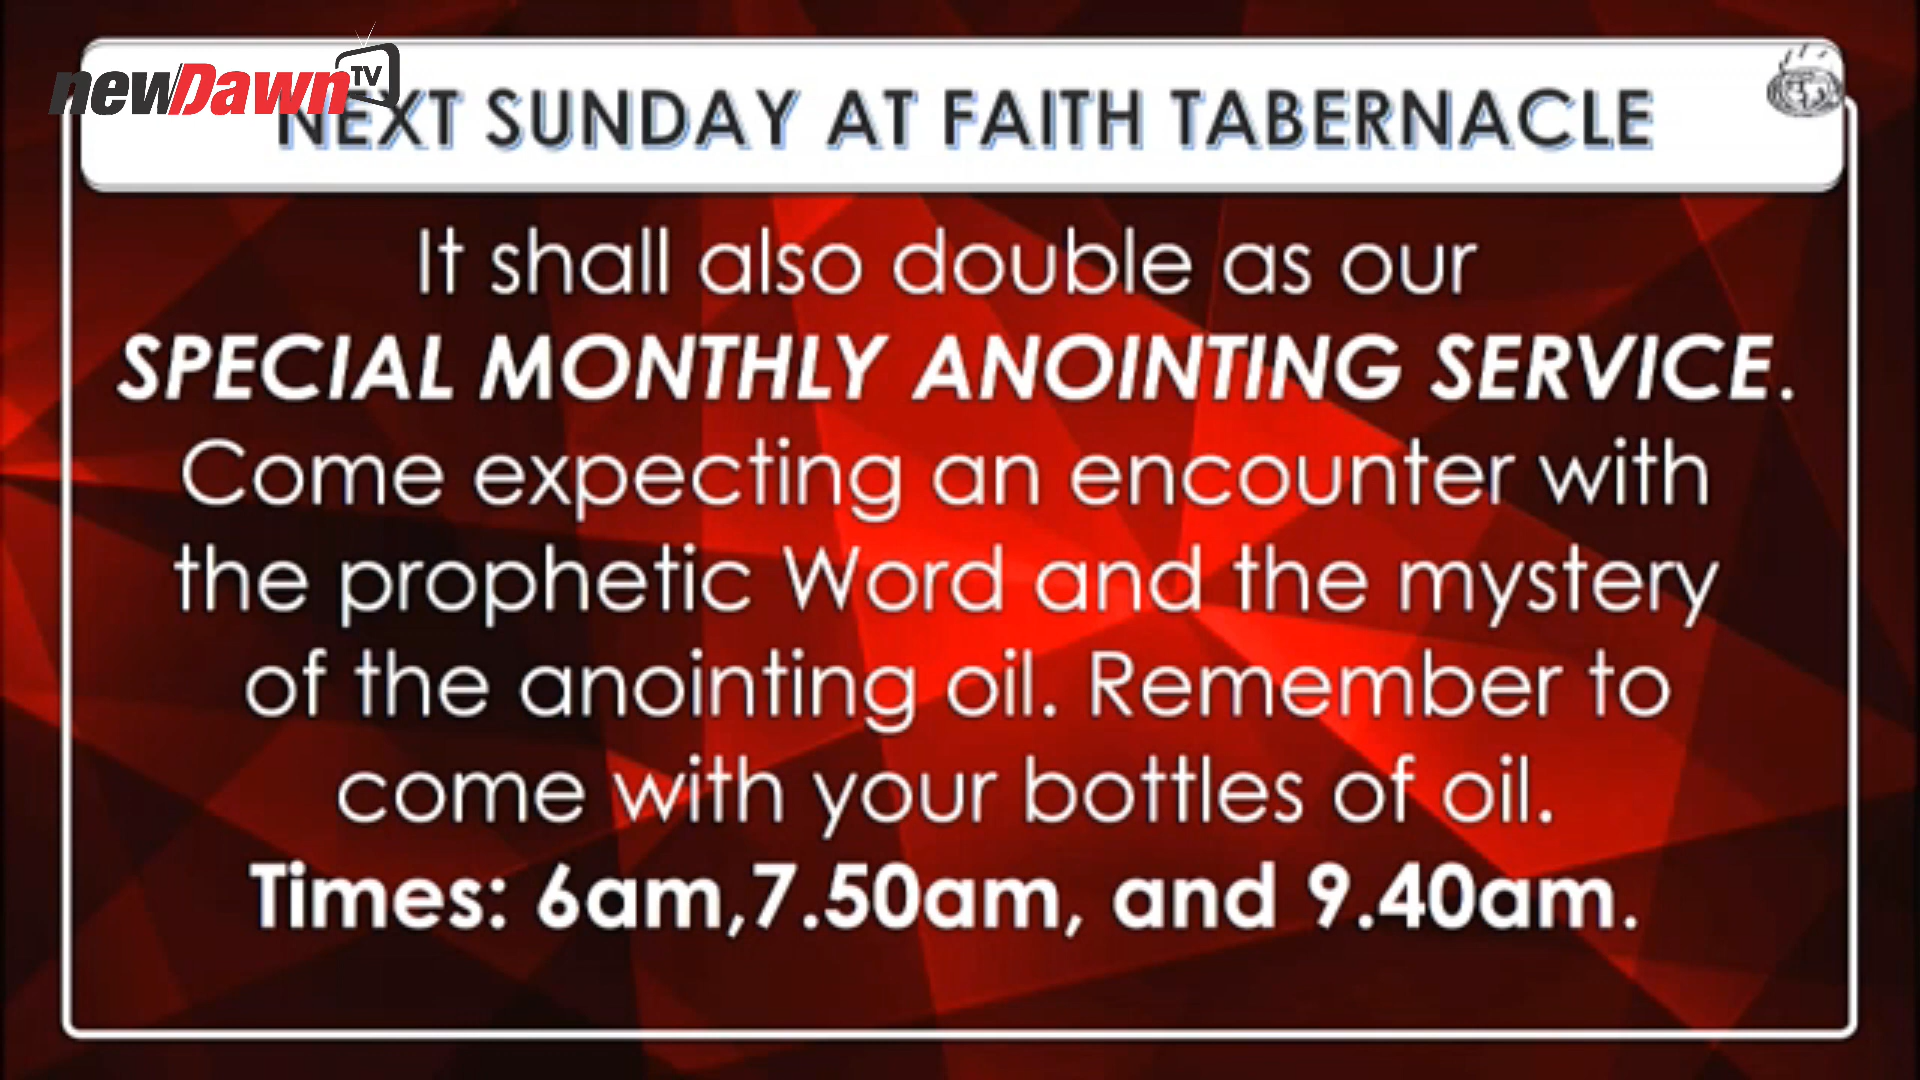 newDawn TV
NEXT SUNDAY AT FAITH TABERNACLE
It shall also double as our
SPECIAL MONTHLY ANOINTING SERVICE.
Come expecting an encounter with
the prophetic Word and the mystery
of the anointing oil. Remember to
come with your bottles of oil.
Times: 6am,7.50am, and 9.40am.